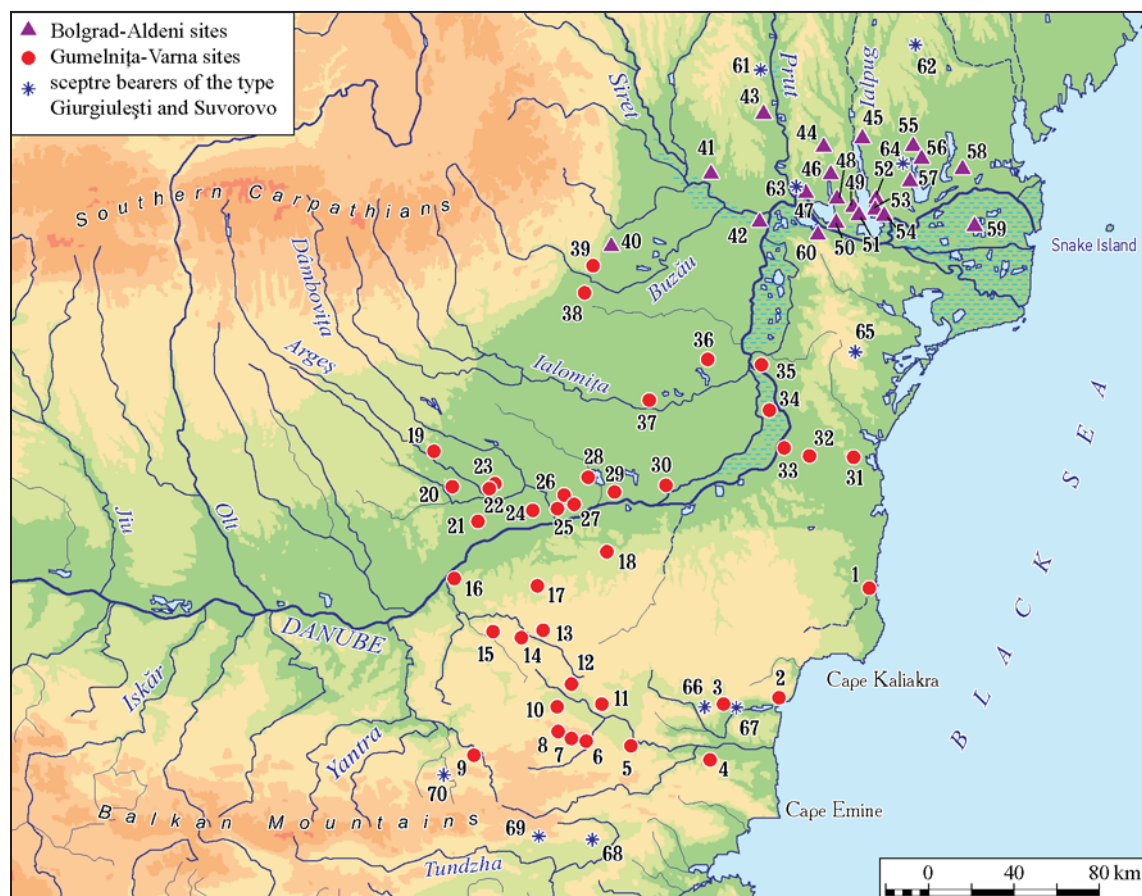 Bolgrad-Aldeni sites
Gumelniţa-Varna sites
sceptre bearers of the type
Giurgiuleşti and Suvorovo
61
62
43
Siret
Prut
Ialpug
45
55
44
64
56
58
41
46
48
52
57
63
49
53
47
54
59
42
50
51
60
Snake Island
Southern Carpathians
40
39
Buzău
38
Dâmboviţa
Argeş
36
65
Ialomiţa
35
37
34
19
32
33
31
23
28
30
20
26
29
22
24
27
21
25
Jiu
Olt
18
1
16
17
DANUBE
13
15
14
12
Cape Kaliakra
Iskăr
66
3
2
11
10
67
Yantra
8
7
6
5
9
4
70
Cape Emine
Balkan Mountains
69
68
Tundzha
BLACK SEA
0 40 80 km